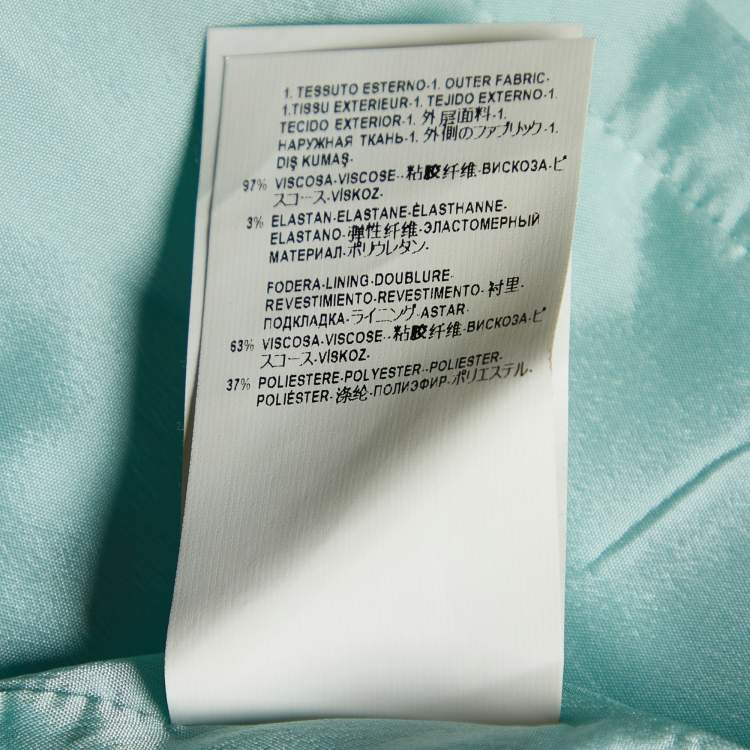 1. TESSUTO ESTERNO-1. OUTER FABRIC-
1.TISSU EXTERIEUR-1. TEJIDO EXTERNO-1.
TECIDO EXTERIOR-1. 外层面料-1.
НАРУЖНАЯ ТКАНЬ-1. 外側のファブリック-1.
DIŞ KUMAŞ-
97% VISCOSA-VISCOSE--粘胶纤维-ВИСКОЗА-ビ
スコース-VİSKOZ-
3% ELASTAN-ELASTANE-ÉLASTHANNE-
ELASTANO-弹性纤维-ЭЛАСТОМЕРНЫЙ
МАТЕРИАЛ-ポリウレタン-
FODERA-LINING-DOUBLURE-
REVESTIMIENTO-REVESTIMENTO-衬里-
ПОДКЛАДКА-ライニング-ASTAR-
63% VISCOSA-VISCOSE--粘胶纤维-ВИСКОЗА-ビ
スコース-VİSKOZ-
37% POLIESTERE-POLYESTER--POLIESTER-
POLIÉSTER-涤纶-ПОЛИЭФИР-ポリエステル-